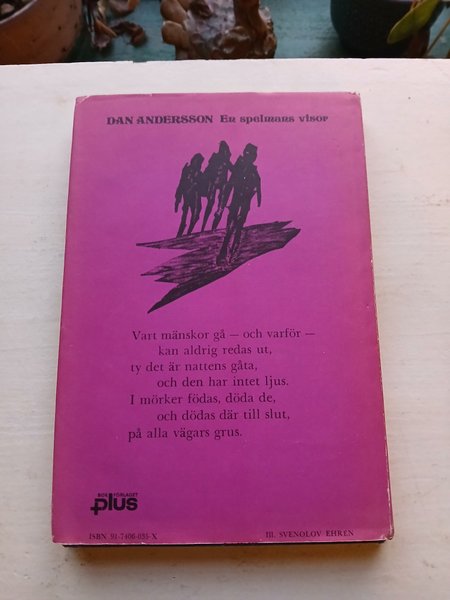 DAN ANDERSSON En spelmans visor
Vart mänskor gå – och varför –
kan aldrig redas ut,
ty det är nattens gåta,
och den har intet ljus.
I mörker födas, döda de,
och dödas där till slut,
på alla vägars grus.
BOKFÖRLAGET
plus
ISBN 91-7406-031-X
Ill. SVENOLOV EHRÉN